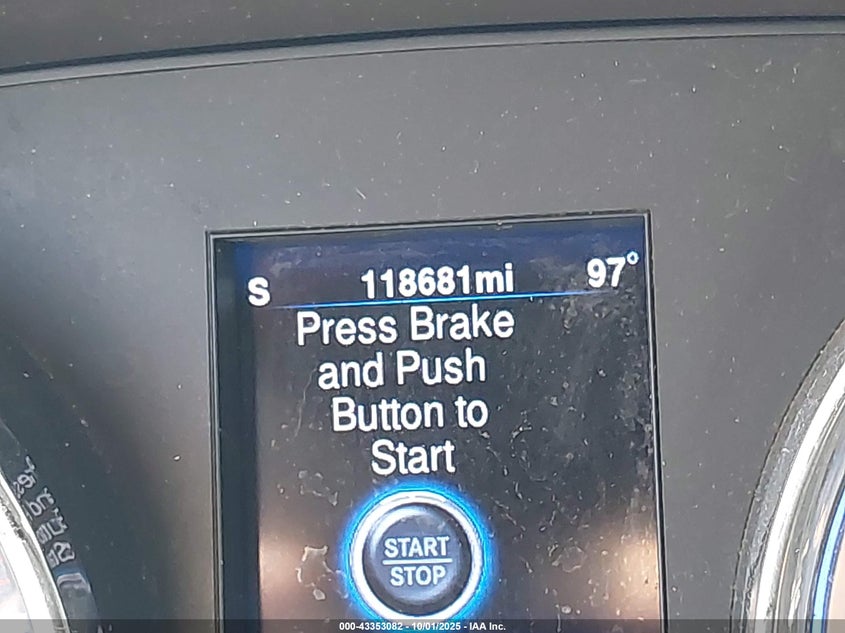 S 118681mi 97°
Press Brake
and Push
Button to
Start
START
STOP
000-43353082 - 10/01/2025 - IAA Inc.